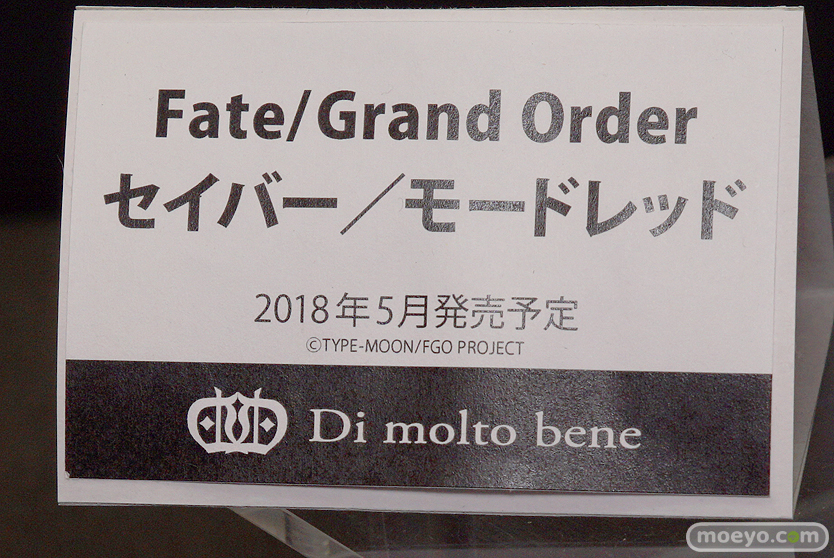 Fate/Grand Order
セイバー／モードレッド
2018年5月発売予定
©TYPE-MOON/FGO PROJECT
Di molto bene
moeyo.com